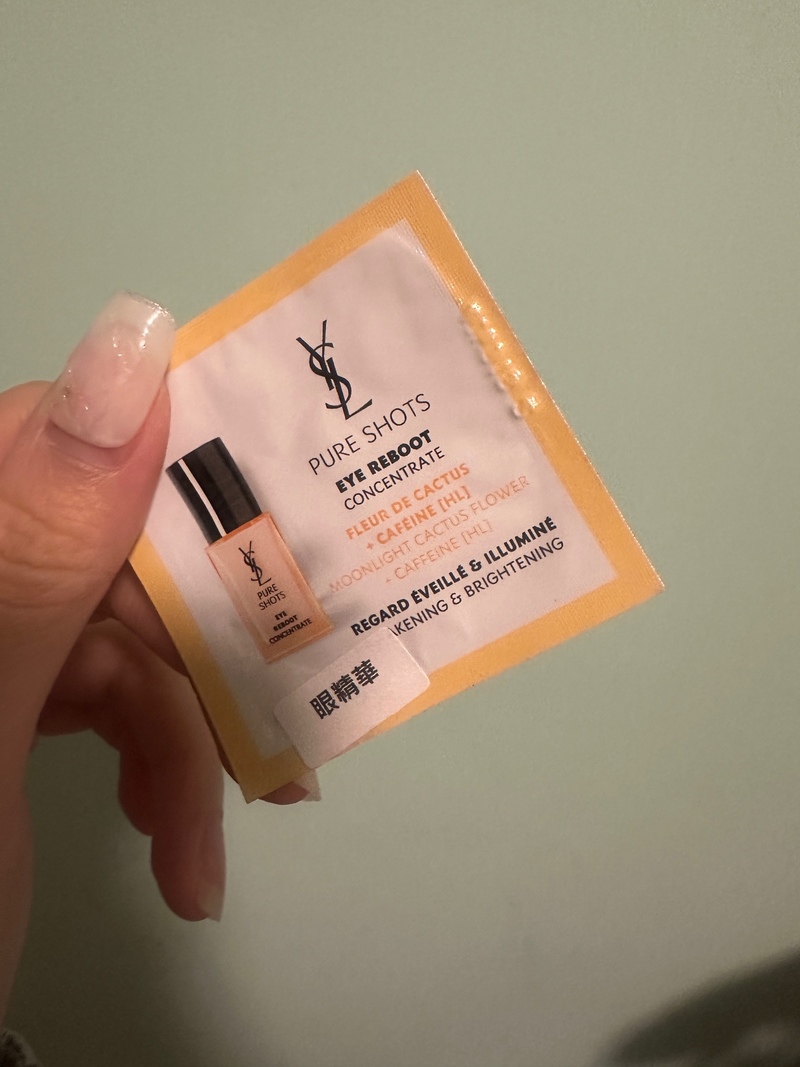 YSL
PURE SHOTS
EYE REBOOT
CONCENTRATE
FLEUR DE CACTUS
+ CAFÉINE [HL]
MOONLIGHT CACTUS FLOWER
+ CAFFEINE [HL]
REGARD ÉVEILLÉ & ILLUMINÉ
AKENING & BRIGHTENING
眼精華
YSL
PURE
SHOTS
EYE
REBOOT
CONCENTRATE